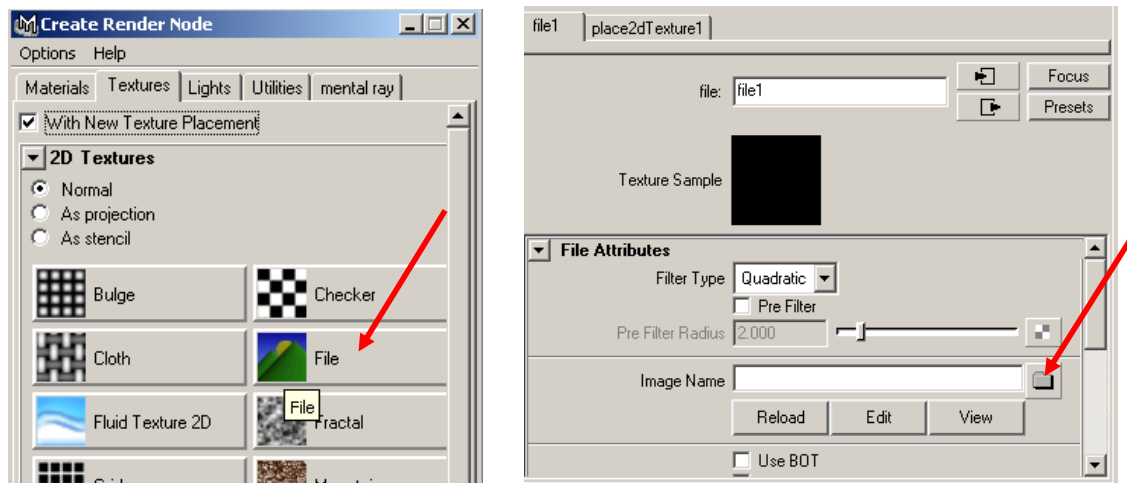 Create Render Node
Options Help
Materials Textures Lights Utilities mental ray
With New Texture Placement
2D Textures
Normal
As projection
As stencil
Bulge Checker
Cloth File
File
Fluid Texture 2D Fractal
file1 place2dTexture1
file: file1 Focus
Presets
Texture Sample
File Attributes
Filter Type Quadratic
Pre Filter
Pre Filter Radius 2.000
Image Name
Reload Edit View
Use BOT